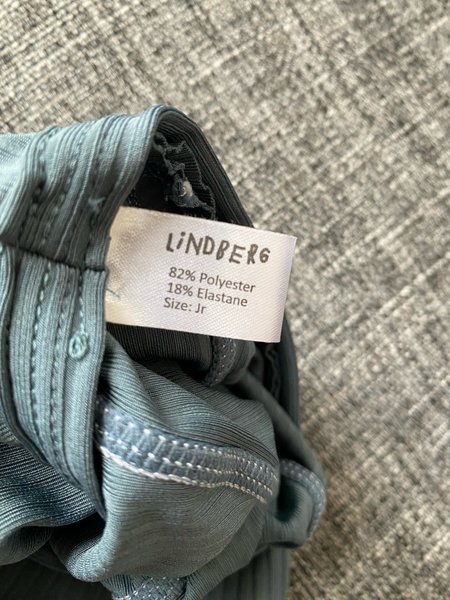 LiNDBERG
82% Polyester
18% Elastane
Size: Jr